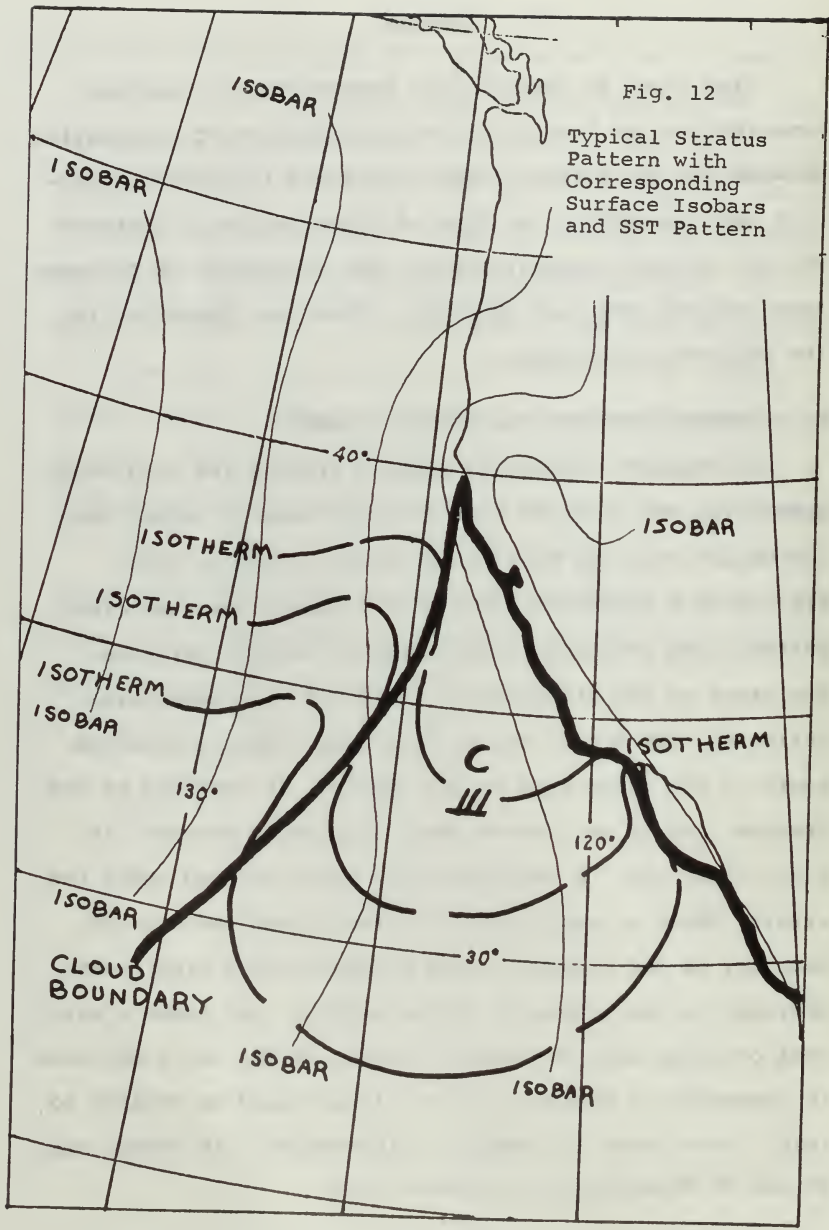 Fig. 12
Typical Stratus
Pattern with
Corresponding
Surface Isobars
and SST Pattern
ISOBAR
ISOBAR
40°
ISOBAR
ISOTHERM
ISOTHERM
ISOTHERM
ISOBAR
C
III
ISOTHERM
130°
120°
ISOBAR
30°
CLOUD
BOUNDARY
ISOBAR
ISOBAR